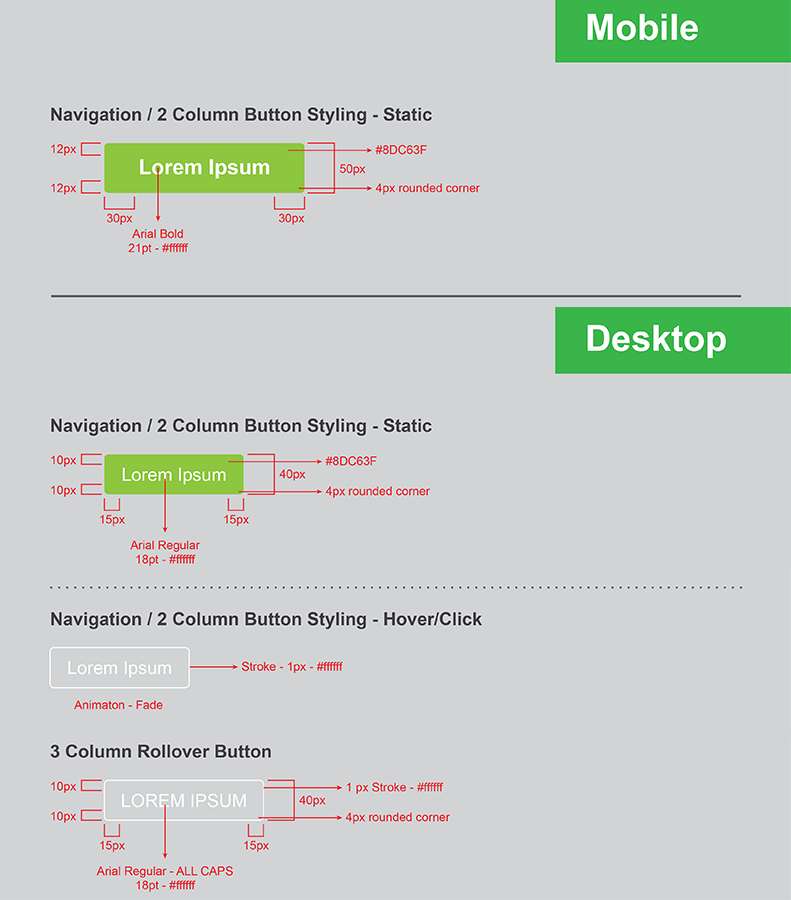 Mobile
Navigation / 2 Column Button Styling - Static
12px
#8DC63F
Lorem Ipsum
50px
12px
4px rounded corner
30px
30px
Arial Bold
21pt - #ffffff
Desktop
Navigation / 2 Column Button Styling - Static
10px
#8DC63F
Lorem Ipsum
40px
10px
4px rounded corner
15px
15px
Arial Regular
18pt - #ffffff
Navigation / 2 Column Button Styling - Hover/Click
Lorem Ipsum
Stroke - 1px - #ffffff
Animaton - Fade
3 Column Rollover Button
10px
1 px Stroke - #ffffff
LOREM IPSUM
40px
10px
4px rounded corner
15px
15px
Arial Regular - ALL CAPS
18pt - #ffffff